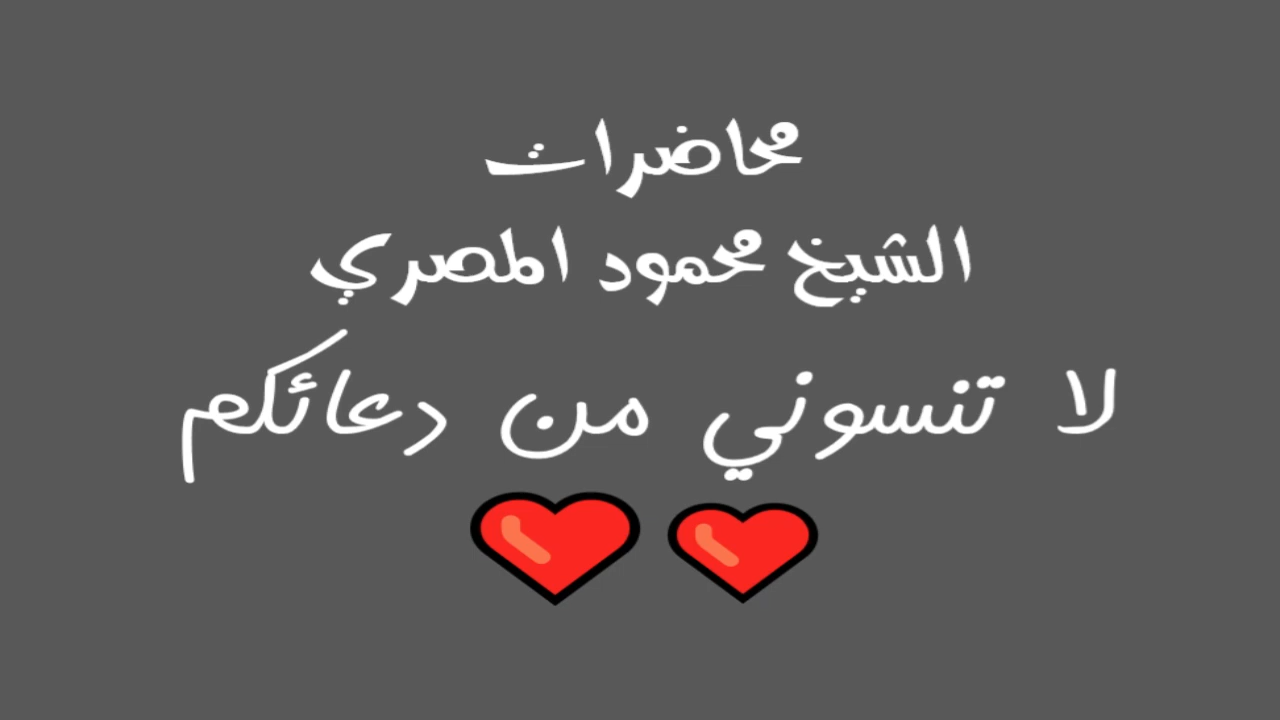 محاضرات
الشيخ محمود المصري
لا تنسوني من دعائكم